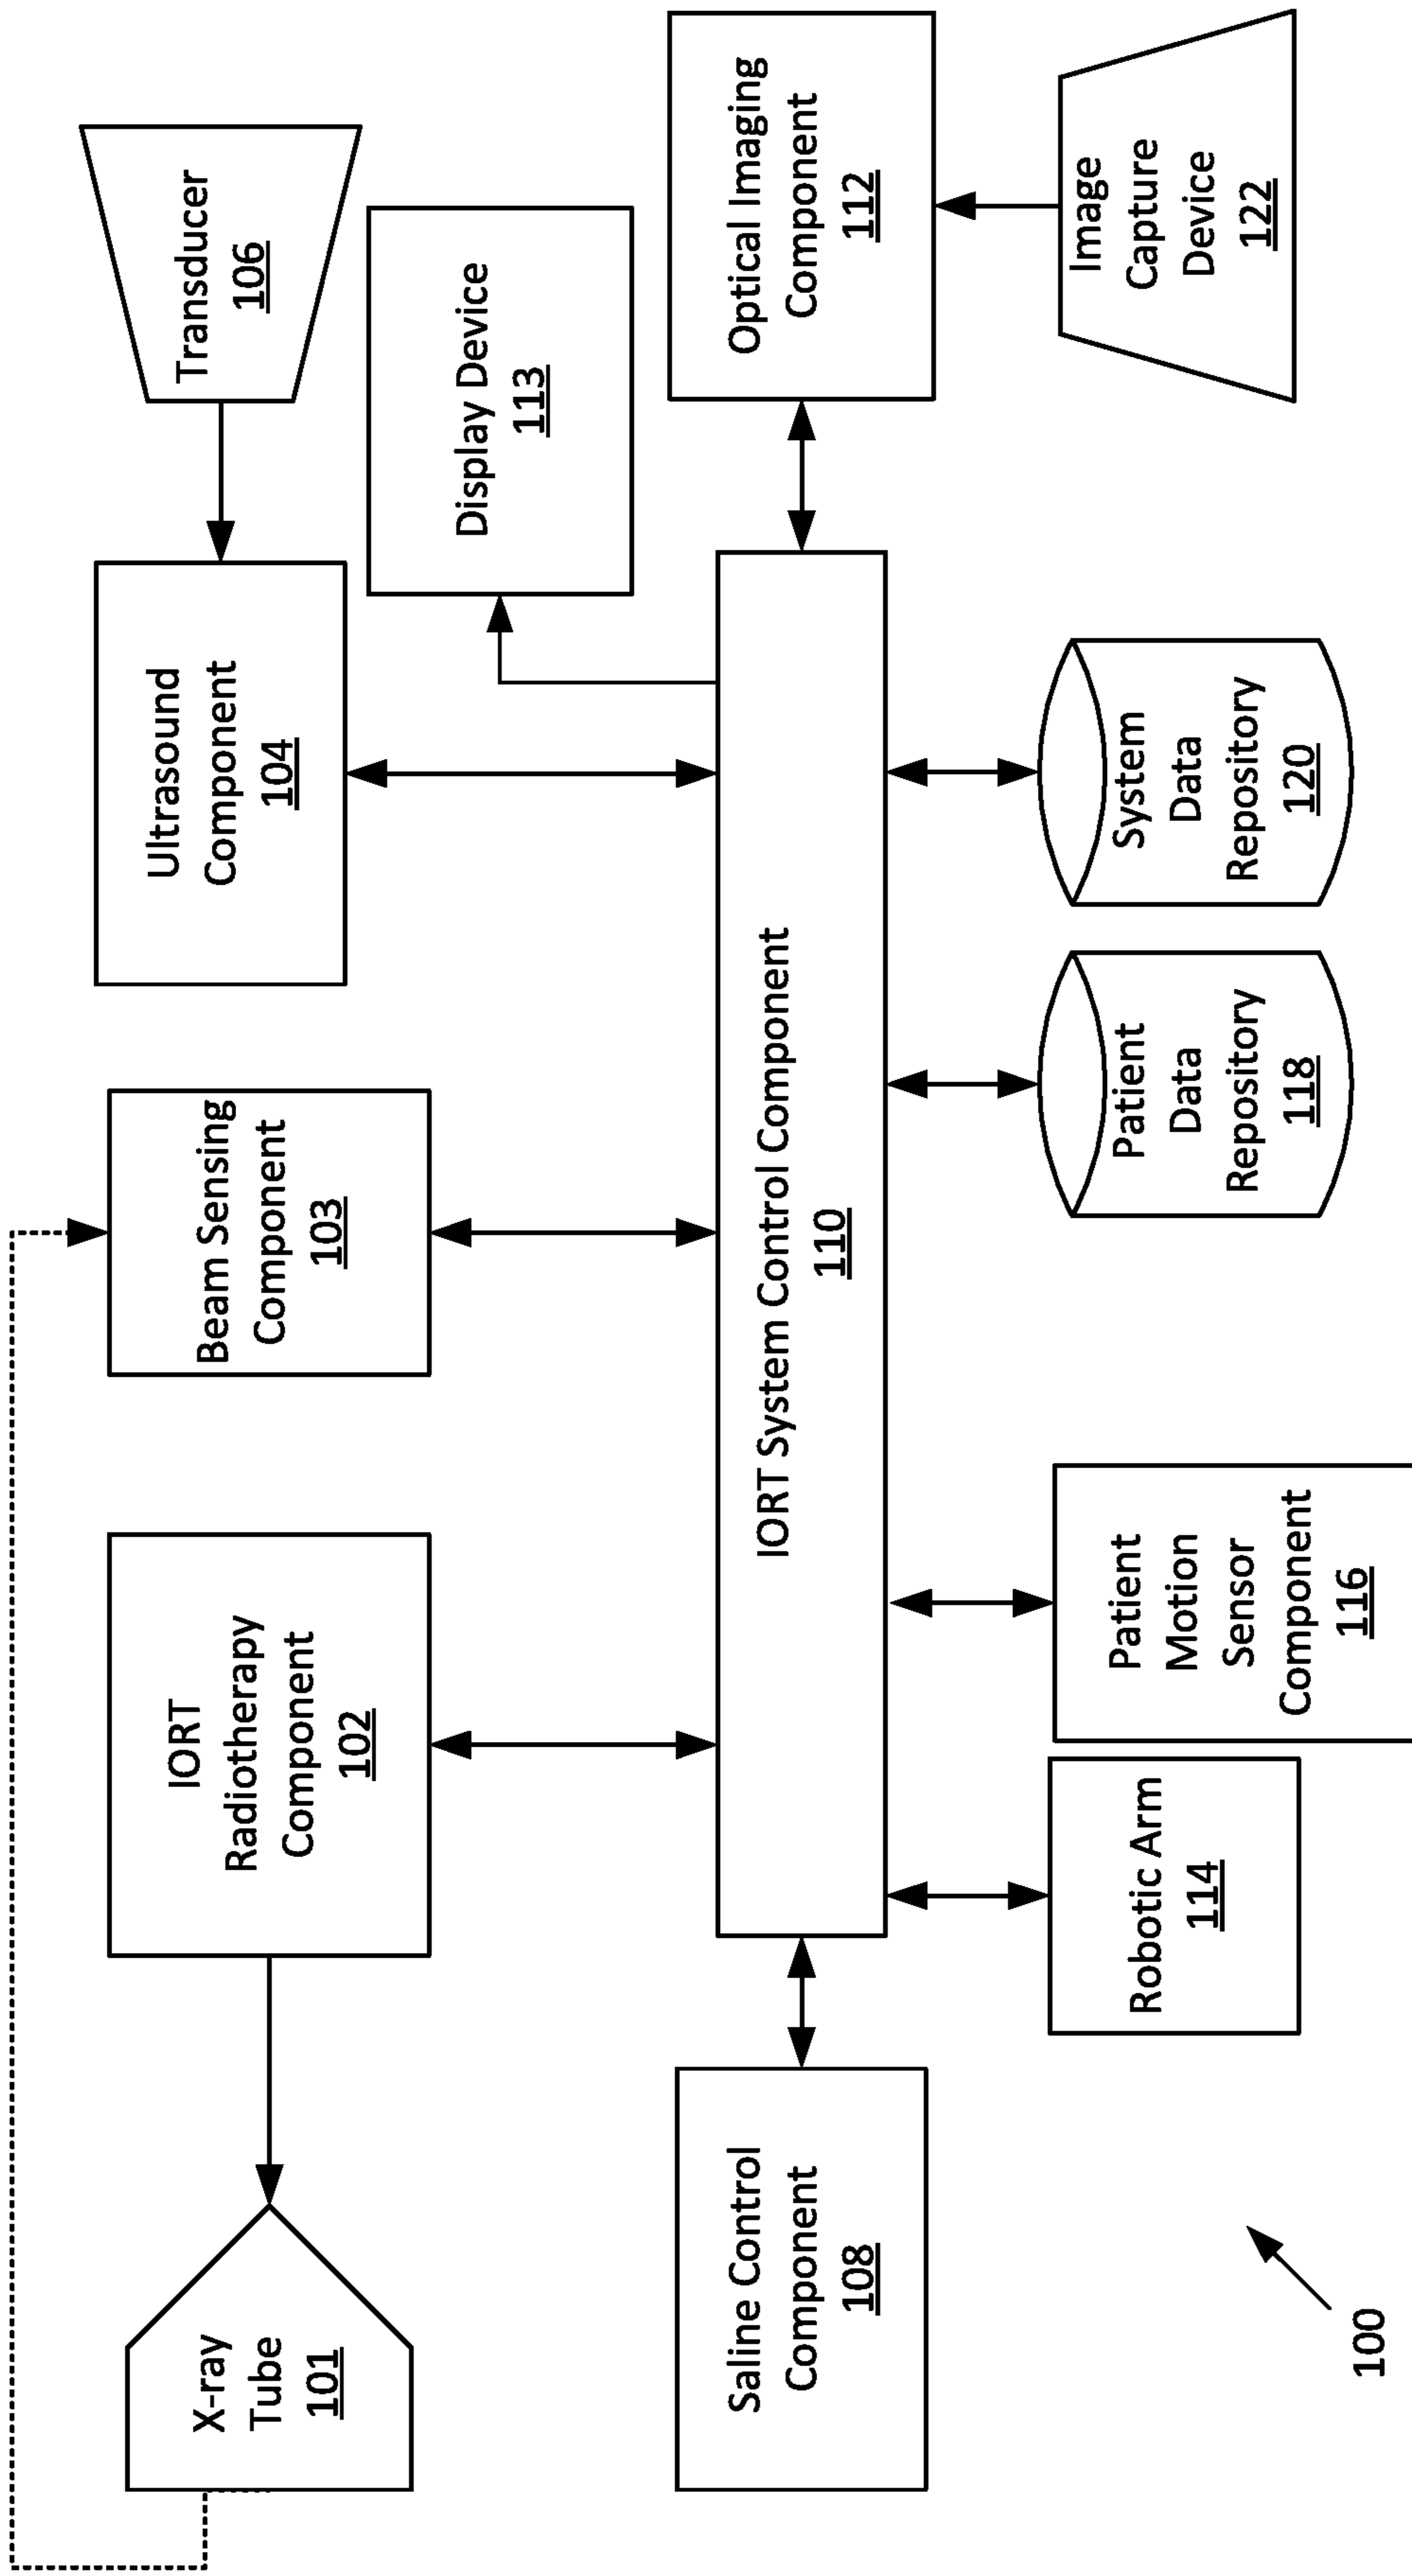 X-ray
Tube
101
IORT
Radiotherapy
Component
102
Beam Sensing
Component
103
Ultrasound
Component
104
Transducer
106
Display Device
113
Saline Control
Component
108
IORT System Control Component
110
Optical Imaging
Component
112
Robotic Arm
114
Patient
Motion
Sensor
Component
116
Patient
Data
Repository
118
System
Data
Repository
120
Image
Capture
Device
122
100